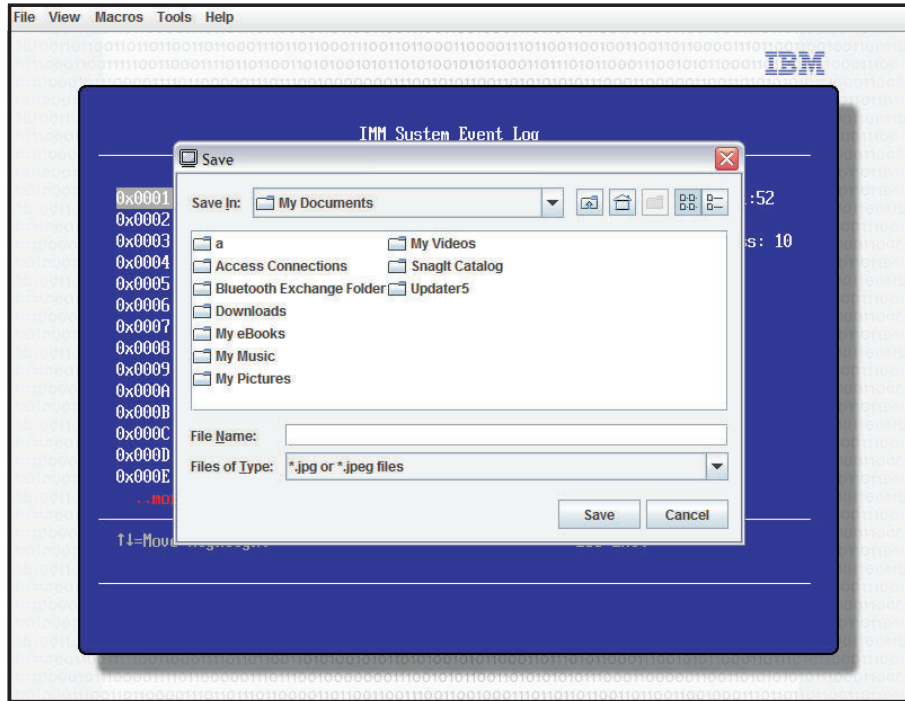 File View Macros Tools Help
IBM
IMM System Event Log
Save
0x0001
Save In: My Documents
:52
0x0002
0x0003
a
My Videos
ss: 10
0x0004
Access Connections
SnagIt Catalog
0x0005
Bluetooth Exchange Folder
Updater5
0x0006
Downloads
0x0007
My eBooks
0x0008
My Music
0x0009
My Pictures
0x000A
0x000B
0x000C
File Name:
0x000D
Files of Type: *.jpg or *.jpeg files
0x000E
Save Cancel
↑↓=Move